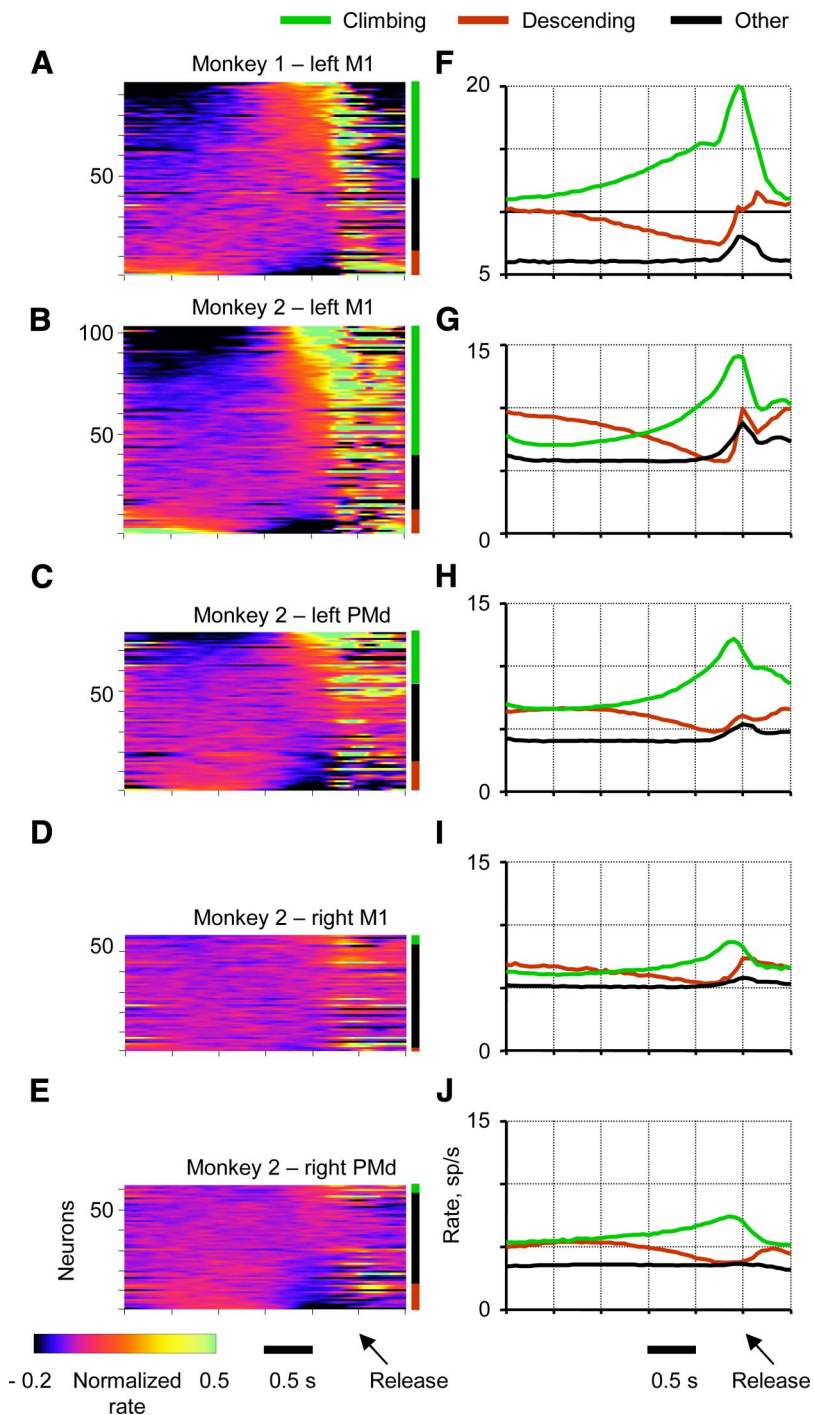 Climbing Descending Other
A Monkey 1 – left M1 F
20
50
5
B Monkey 2 – left M1 G
100
15
50
0
C H
Monkey 2 – left PMd
15
50
0
D I
Monkey 2 – right M1
15
50
0
E J
Monkey 2 – right PMd
15
50
Neurons
Rate, sp/s
0
- 0.2 Normalized rate 0.5
0.5 s Release
0.5 s Release